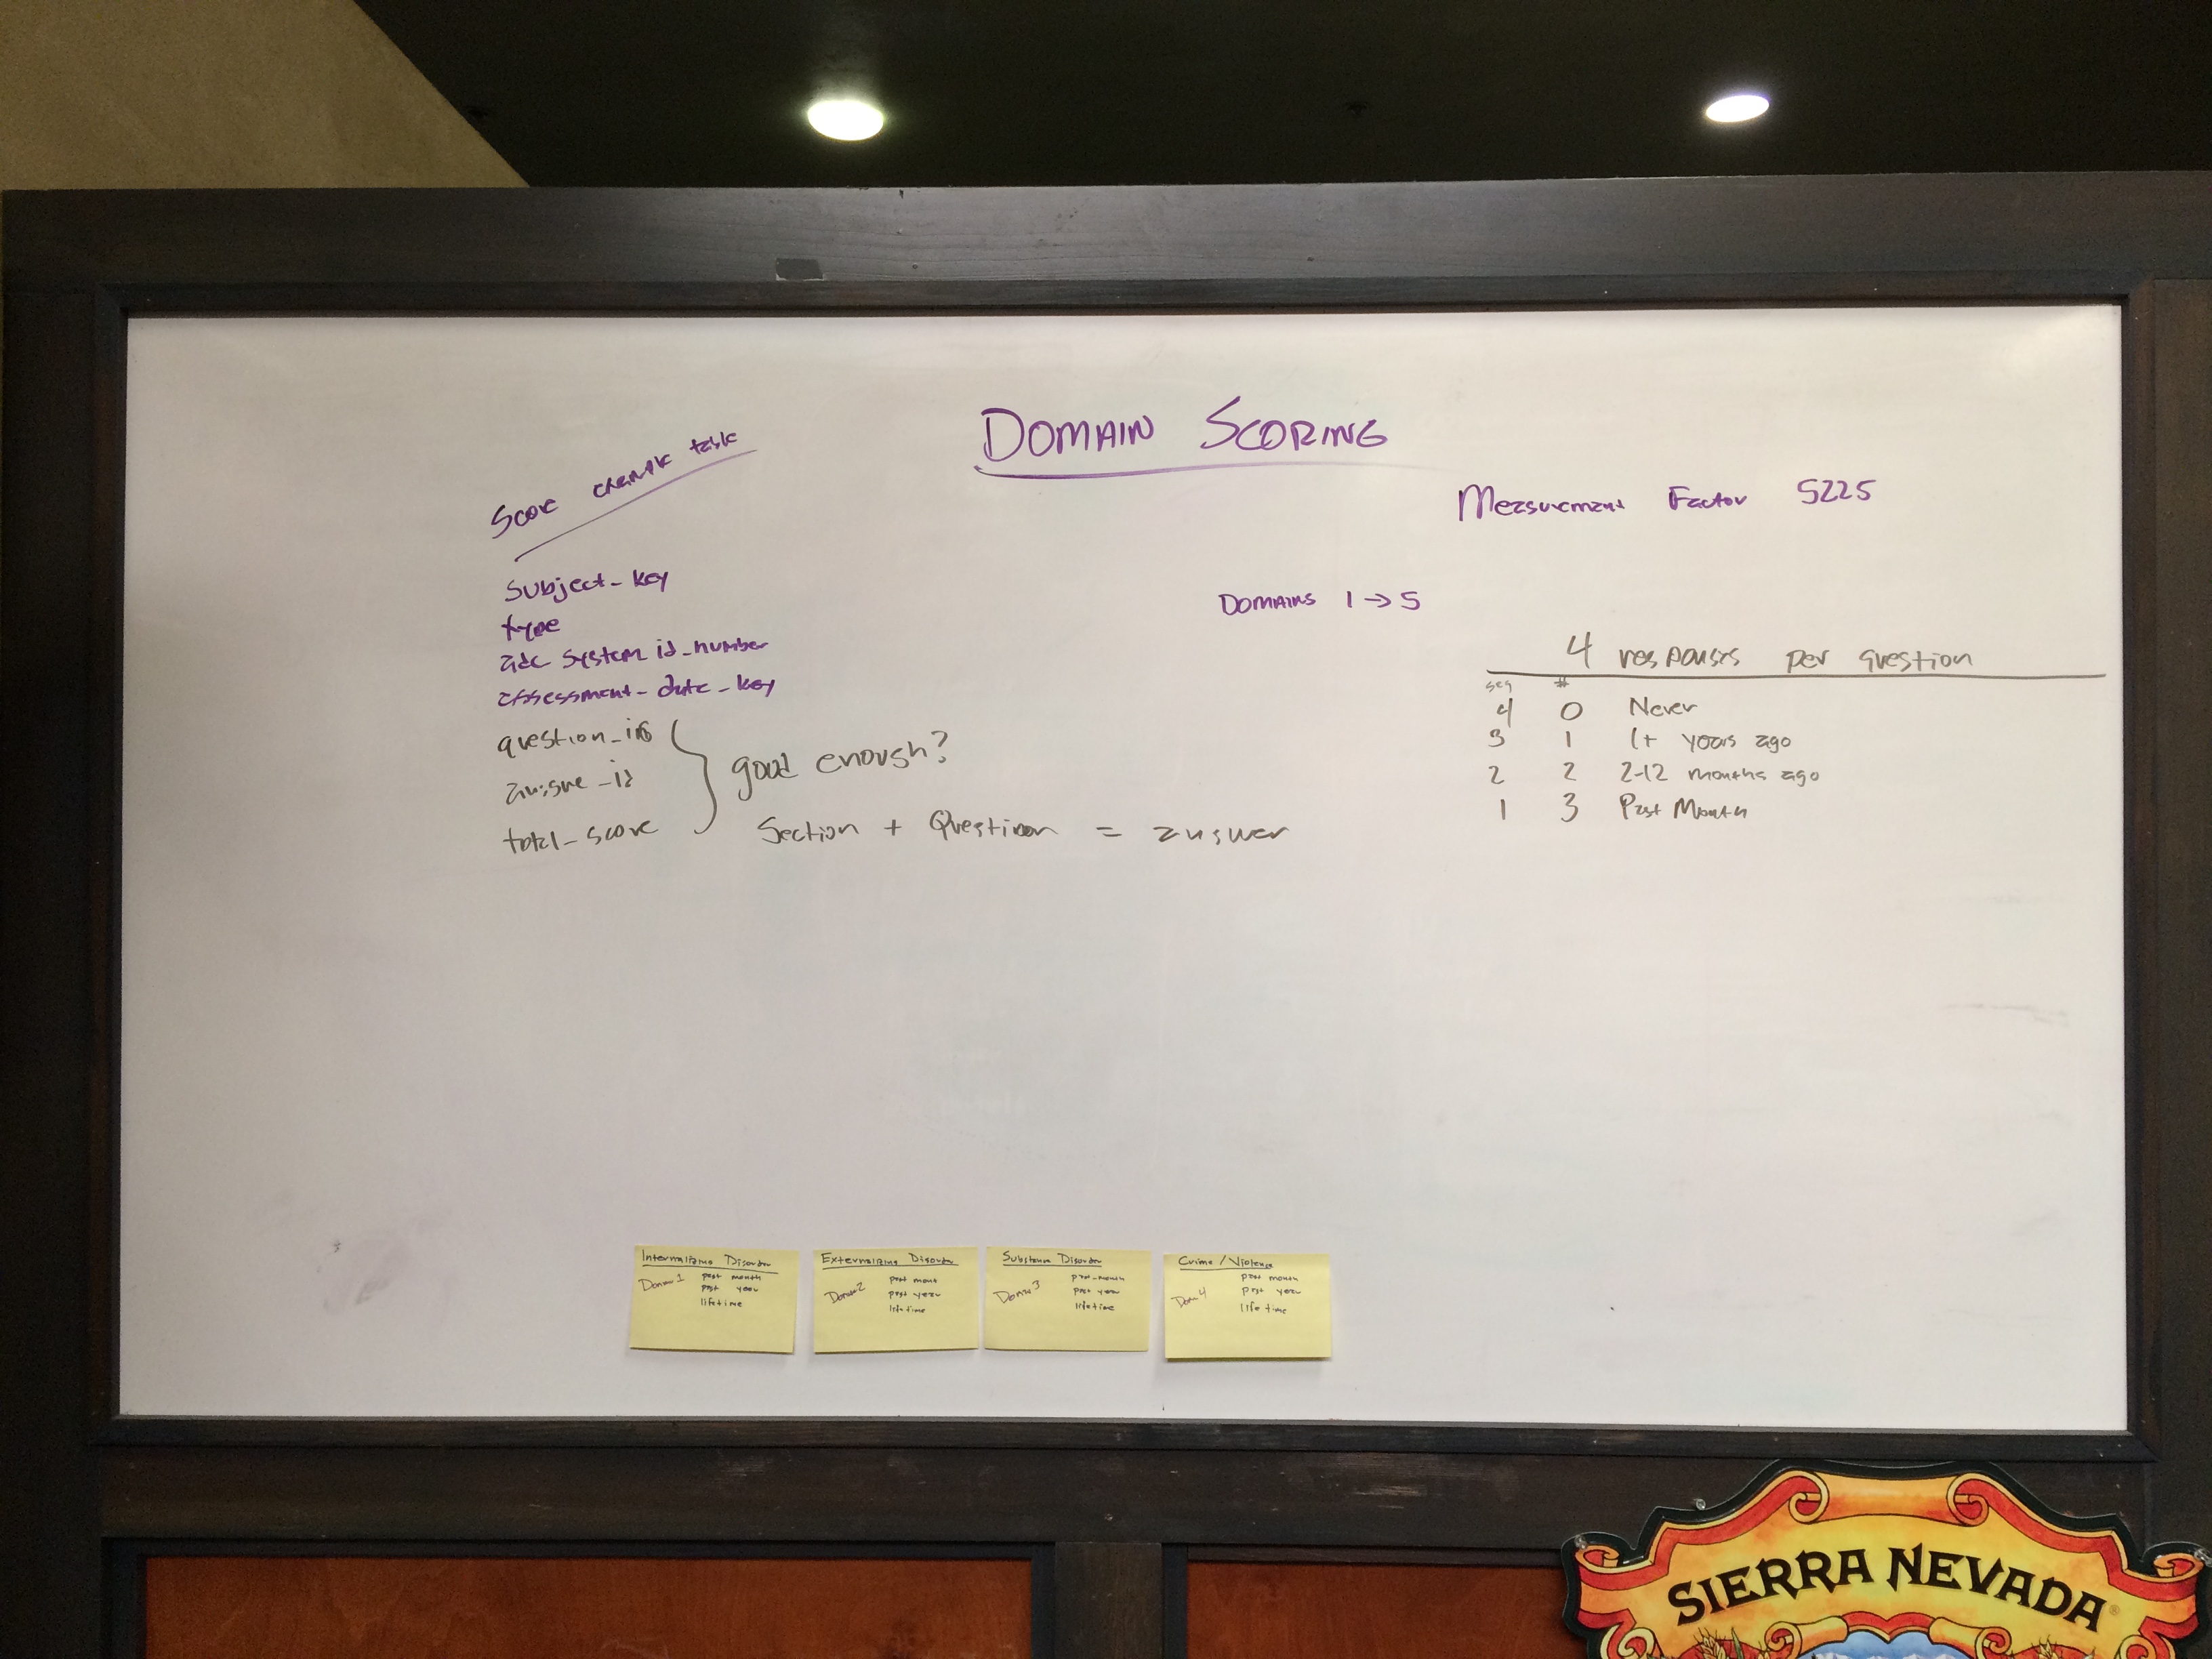 DOMAIN SCORING
Score example table
subject_key
type
adc system id_number
assessment_date_key
question_id
answe_id
total_score
good enough?
Section + Question = answer
Measurement Factor 5225
DOMAINS 1 → 5
4 responses per question
seq #
4 0 Never
3 1 1+ years ago
2 2 2-12 months ago
1 3 Past Month
Internalizing Disorder
Domain 1
past month
past year
lifetime
Externalizing Disorder
Domain 2
past month
past year
lifetime
Substance Disorder
Domain 3
past month
past year
lifetime
Crime/Violence
Dom 4
past month
past year
life time
SIERRA NEVADA